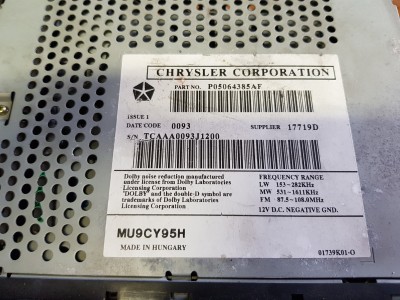 CHRYSLER CORPORATION
PART NO. P05064385AF
ISSUE 1
DATE CODE 0093 SUPPLIER 17719D
S/N TCAAA0093J1200
Dolby noise reduction manufactured
under license from Dolby Laboratories
Licensing Corporation
"DOLBY" and the double-D symbol are
trademarks of Dolby Laboratories
Licensing Corporation
FREQUENCY RANGE
LW 153~282KHz
MW 531~1611KHz
FM 87.5~108.0MHz
12V D.C. NEGATIVE GND.
MU9CY95H
MADE IN HUNGARY
01739K01-O